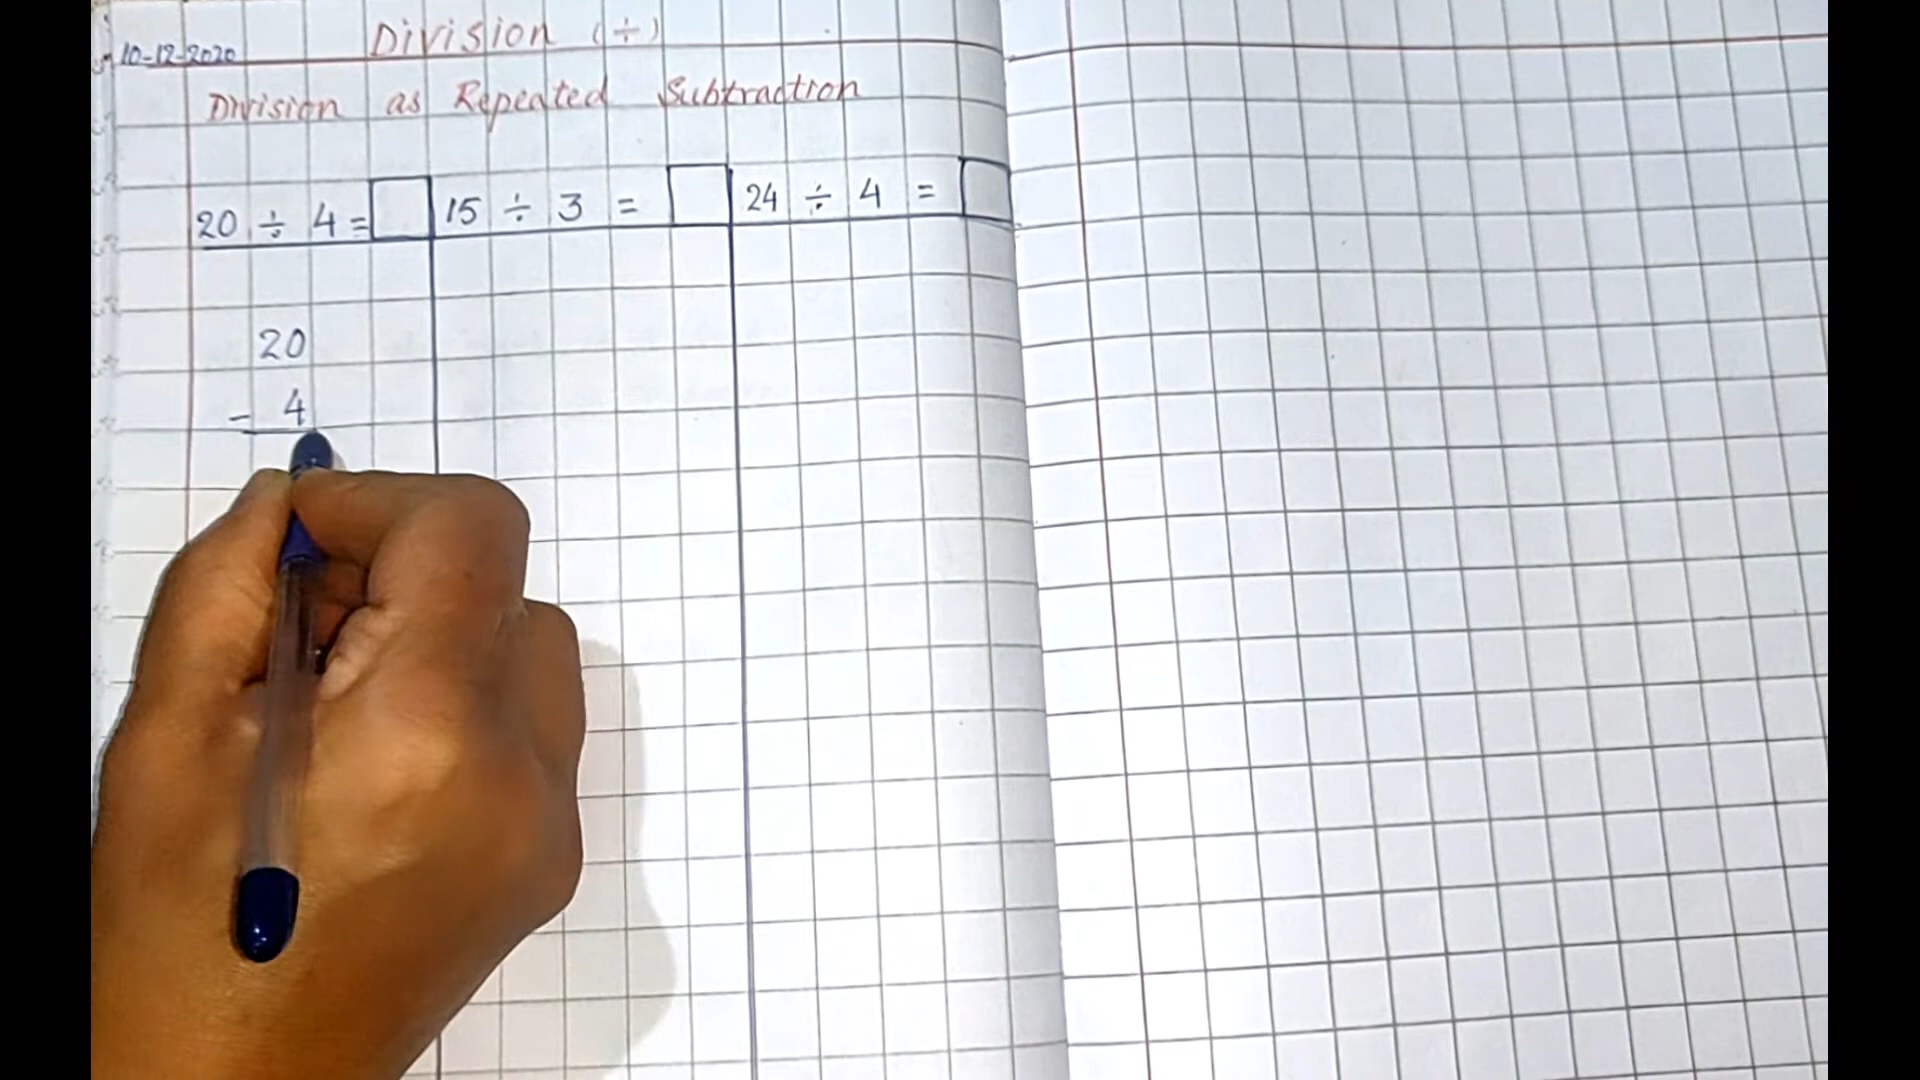 Division (÷)
10-12-2020
Division as Repeated Subtraction
20 ÷ 4 = 15 ÷ 3 = 24 ÷ 4 =
20
- 4